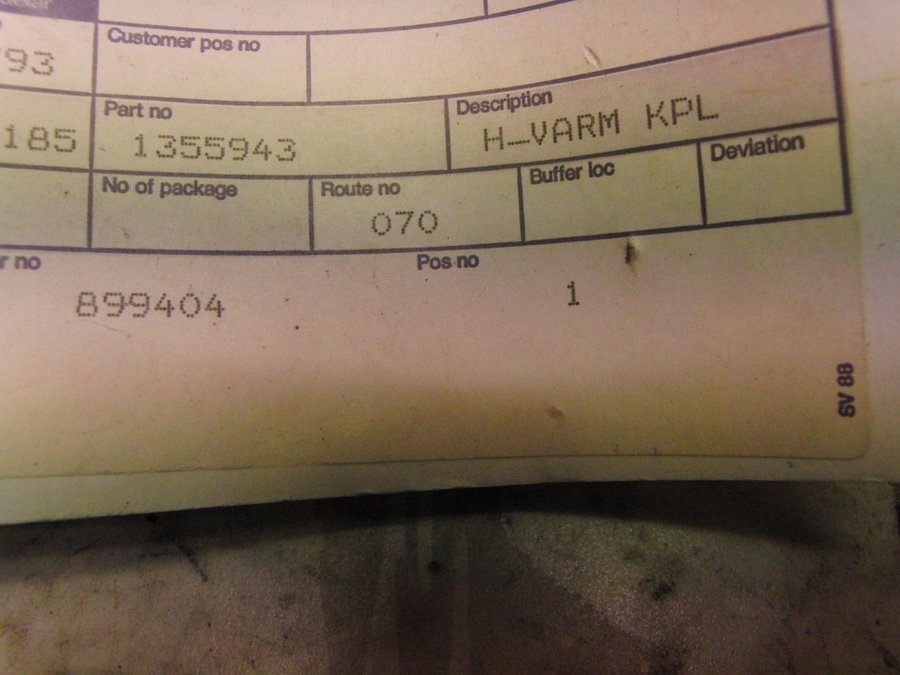 Customer pos no
93
Part no
Description
185
1355943
H_VARM KPL
No of package
Route no
Buffer loc
Deviation
070
r no
Pos no
899404
1
SV 88